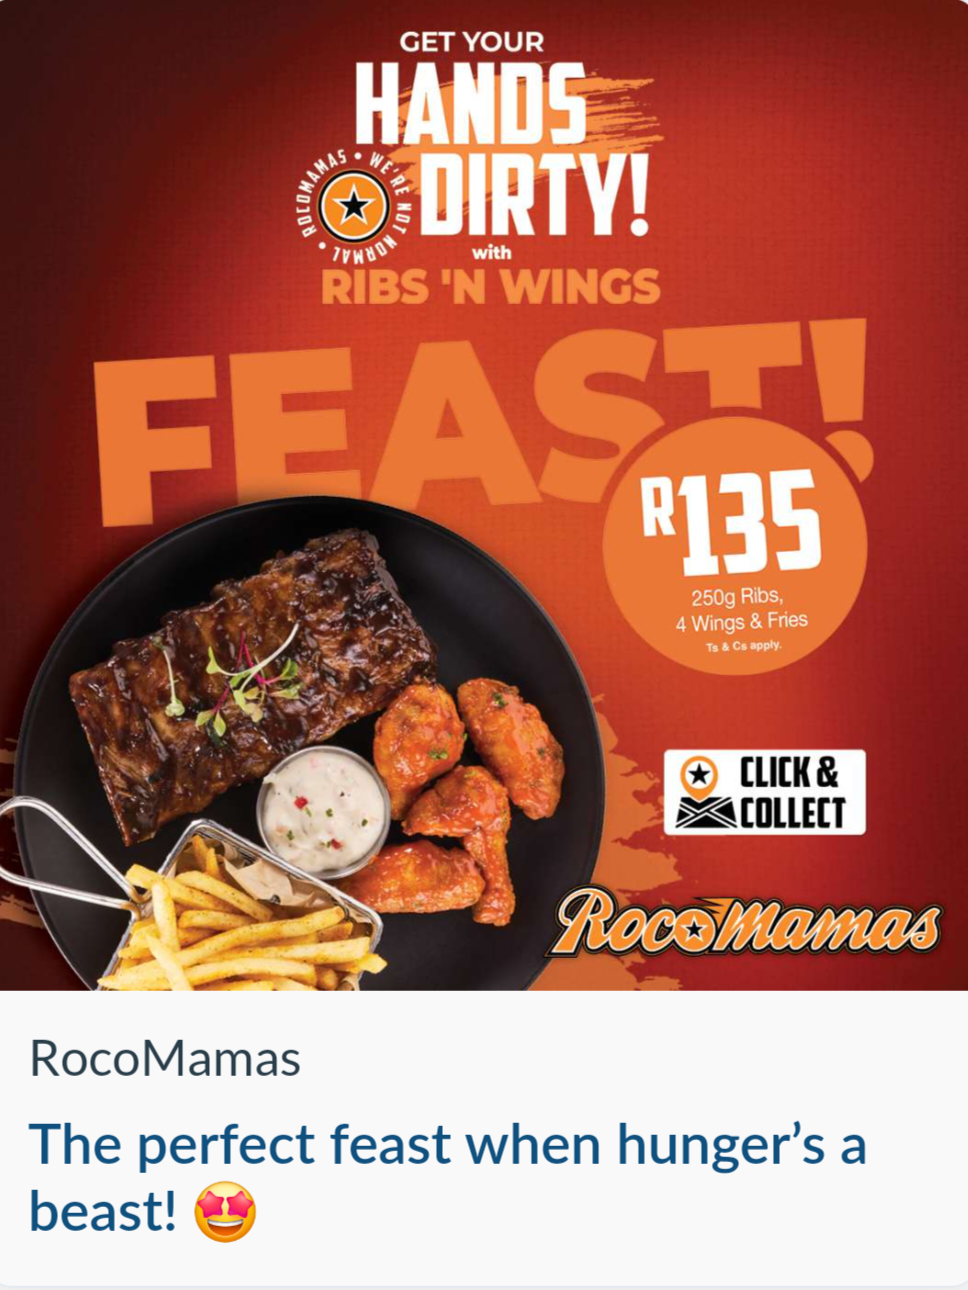 GET YOUR
HANDS
DIRTY!
ROCOMAMAS • WE'RE NOT NORMAL •
with
RIBS 'N WINGS
FEAST!
R135
250g Ribs,
4 Wings & Fries
Ts & Cs apply.
CLICK &
COLLECT
RocoMamas
RocoMamas
The perfect feast when hunger’s a
beast! 🤩